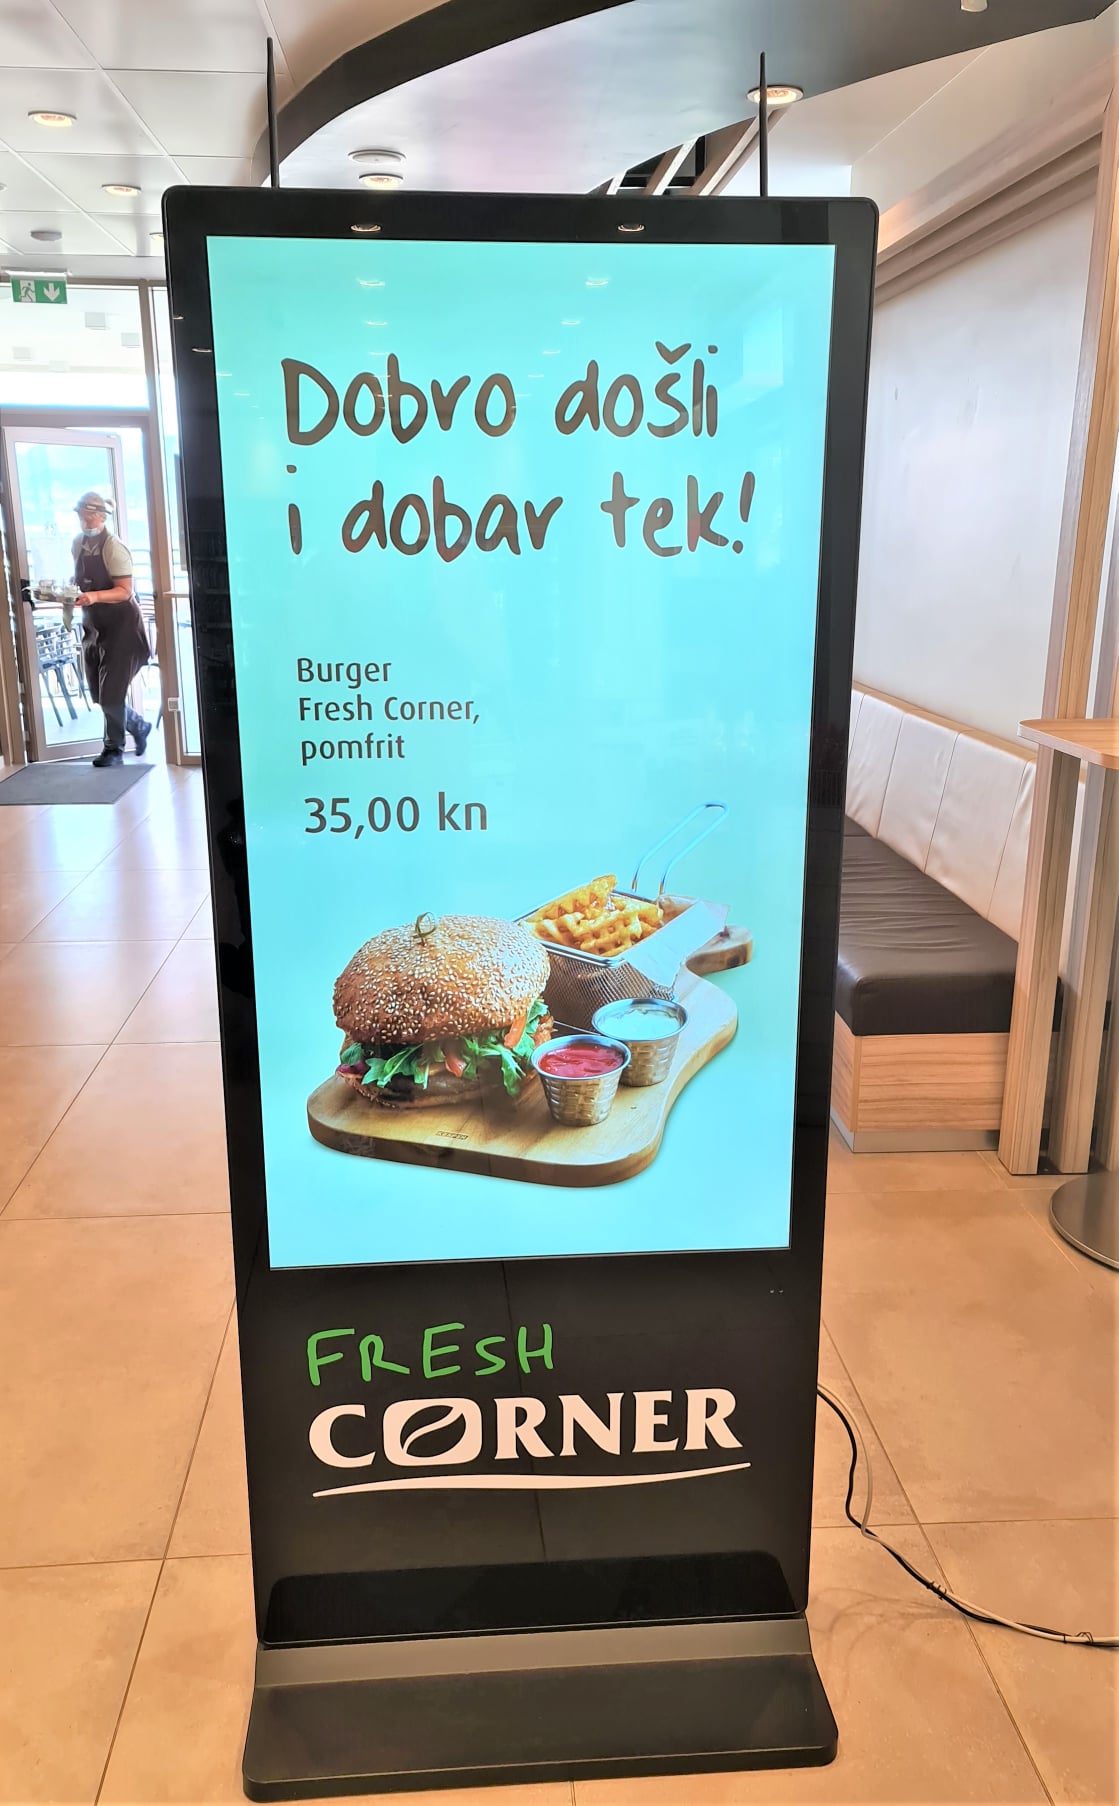 Dobro došli
i dobar tek!
Burger
Fresh Corner,
pomfrit
35,00 kn
FRESH
CORNER